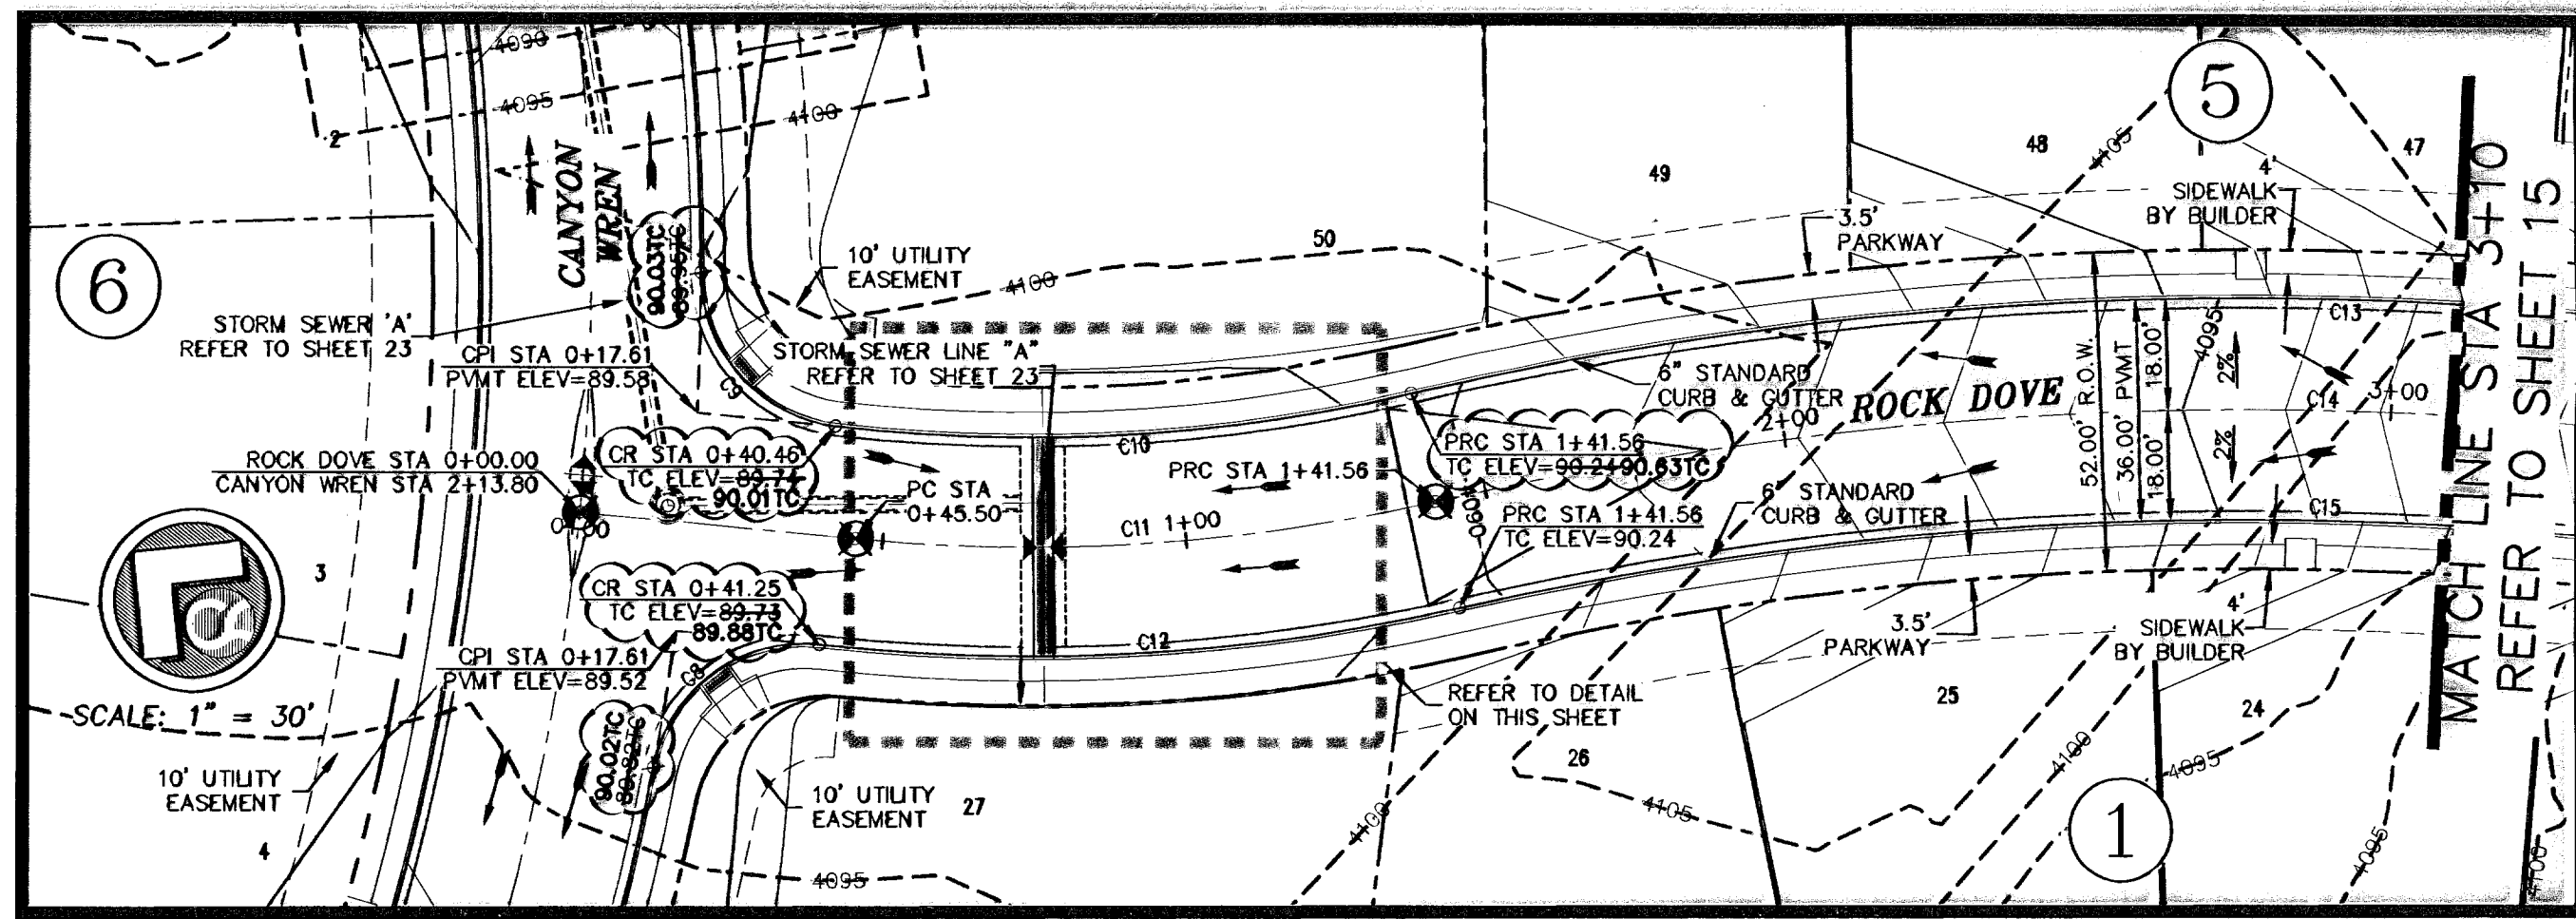 4090
4095
4100
2
CANYON
WREN
5
47
48
49
50
4105
4'
SIDEWALK
BY BUILDER
3.5'
PARKWAY
10' UTILITY
EASEMENT
4100
90.03TC
89.95TC
6
STORM SEWER 'A'
REFER TO SHEET 23
CPI STA 0+17.61
PVMT ELEV=89.58
STORM SEWER LINE "A"
REFER TO SHEET 23
C9
C10
6" STANDARD
CURB & GUTTER
ROCK DOVE
2+00
52.00' R.O.W.
36.00' PVMT
18.00'
18.00'
4095
2%
2%
C13
C14
3+00
C15
MATCH LINE STA 3+10
REFER TO SHEET 15
ROCK DOVE STA 0+00.00
CANYON WREN STA 2+13.80
0+00
CR STA 0+40.46
TC ELEV=89.74
90.01TC
PC STA
0+45.50
PRC STA 1+41.56
PRC STA 1+41.56
TC ELEV=90.24 90.63TC
C11
1+00
PRC STA 1+41.56
TC ELEV=90.24
6" STANDARD
CURB & GUTTER
3
CR STA 0+41.25
TC ELEV=89.73
89.88TC
C12
CPI STA 0+17.61
PVMT ELEV=89.52
C8
90.02TC
SCALE: 1" = 30'
10' UTILITY
EASEMENT
4
10' UTILITY
EASEMENT
27
4095
REFER TO DETAIL
ON THIS SHEET
26
3.5'
PARKWAY
4'
SIDEWALK
BY BUILDER
25
24
4100
4105
4100
4095
1
4095
4100